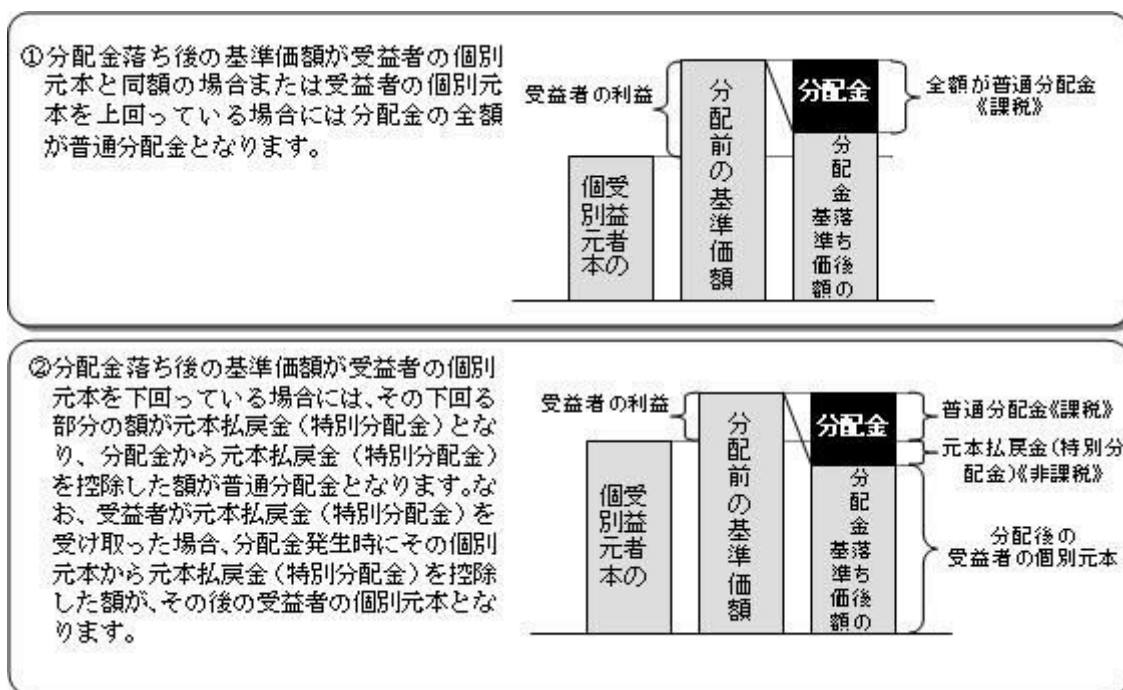 ①分配金落ち後の基準価額が受益者の個別
元本と同額の場合または受益者の個別元
本を上回っている場合には分配金の全額
が普通分配金となります。
受益者の利益
受益者の
個別元本
分配前の基準価額
分配金
分配金落ち後の
基準価額
全額が普通分配金
《課税》
②分配金落ち後の基準価額が受益者の個別
元本を下回っている場合には、その下回る
部分の額が元本払戻金(特別分配金)とな
り、分配金から元本払戻金(特別分配金)
を控除した額が普通分配金となります。な
お、受益者が元本払戻金(特別分配金)を
受け取った場合、分配金発生時にその個別
元本から元本払戻金(特別分配金)を控除
した額が、その後の受益者の個別元本とな
ります。
受益者の利益
受益者の
個別元本
分配前の基準価額
分配金
分配金落ち後の
基準価額
普通分配金《課税》
元本払戻金(特別分
配金)《非課税》
分配後の
受益者の個別元本